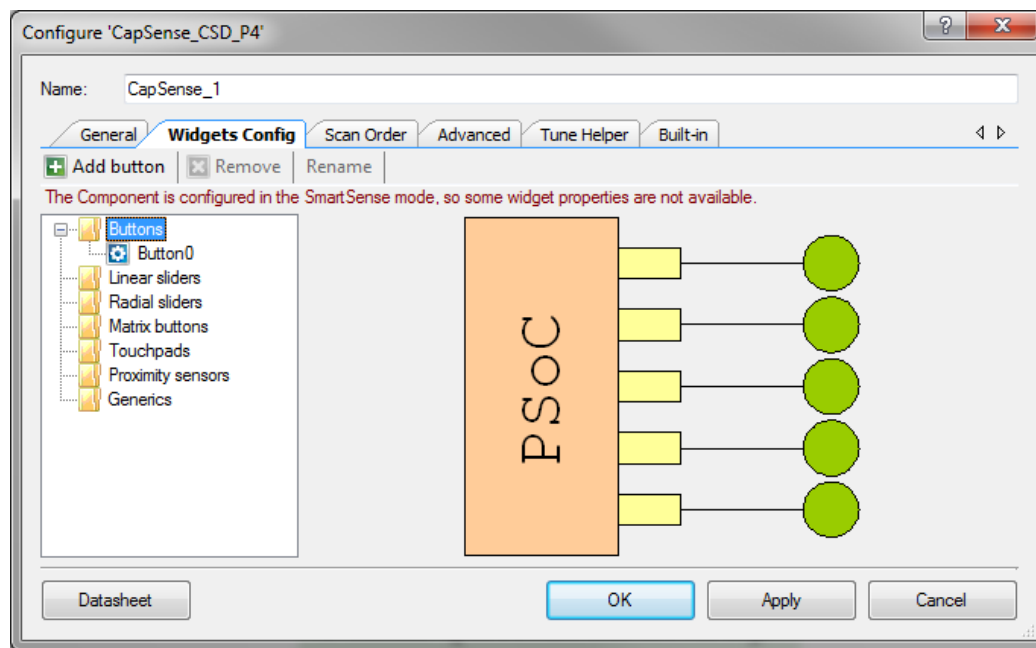 Configure 'CapSense_CSD_P4'
Name: CapSense_1
General Widgets Config Scan Order Advanced Tune Helper Built-in
Add button Remove Rename
The Component is configured in the SmartSense mode, so some widget properties are not available.
Buttons
Button0
Linear sliders
Radial sliders
Matrix buttons
Touchpads
Proximity sensors
Generics
PSoC
Datasheet OK Apply Cancel